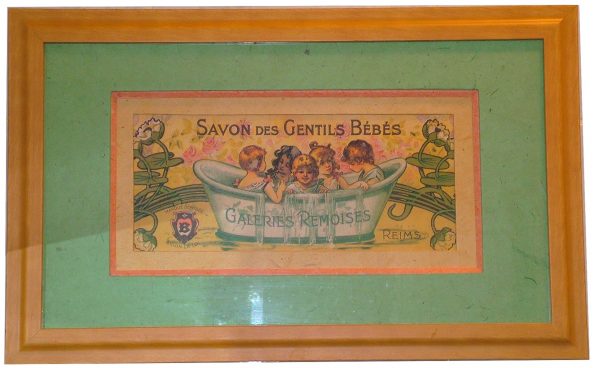 SAVON DES GENTILS BÉBÉS
GALERIES REMOISES
B
REIMS